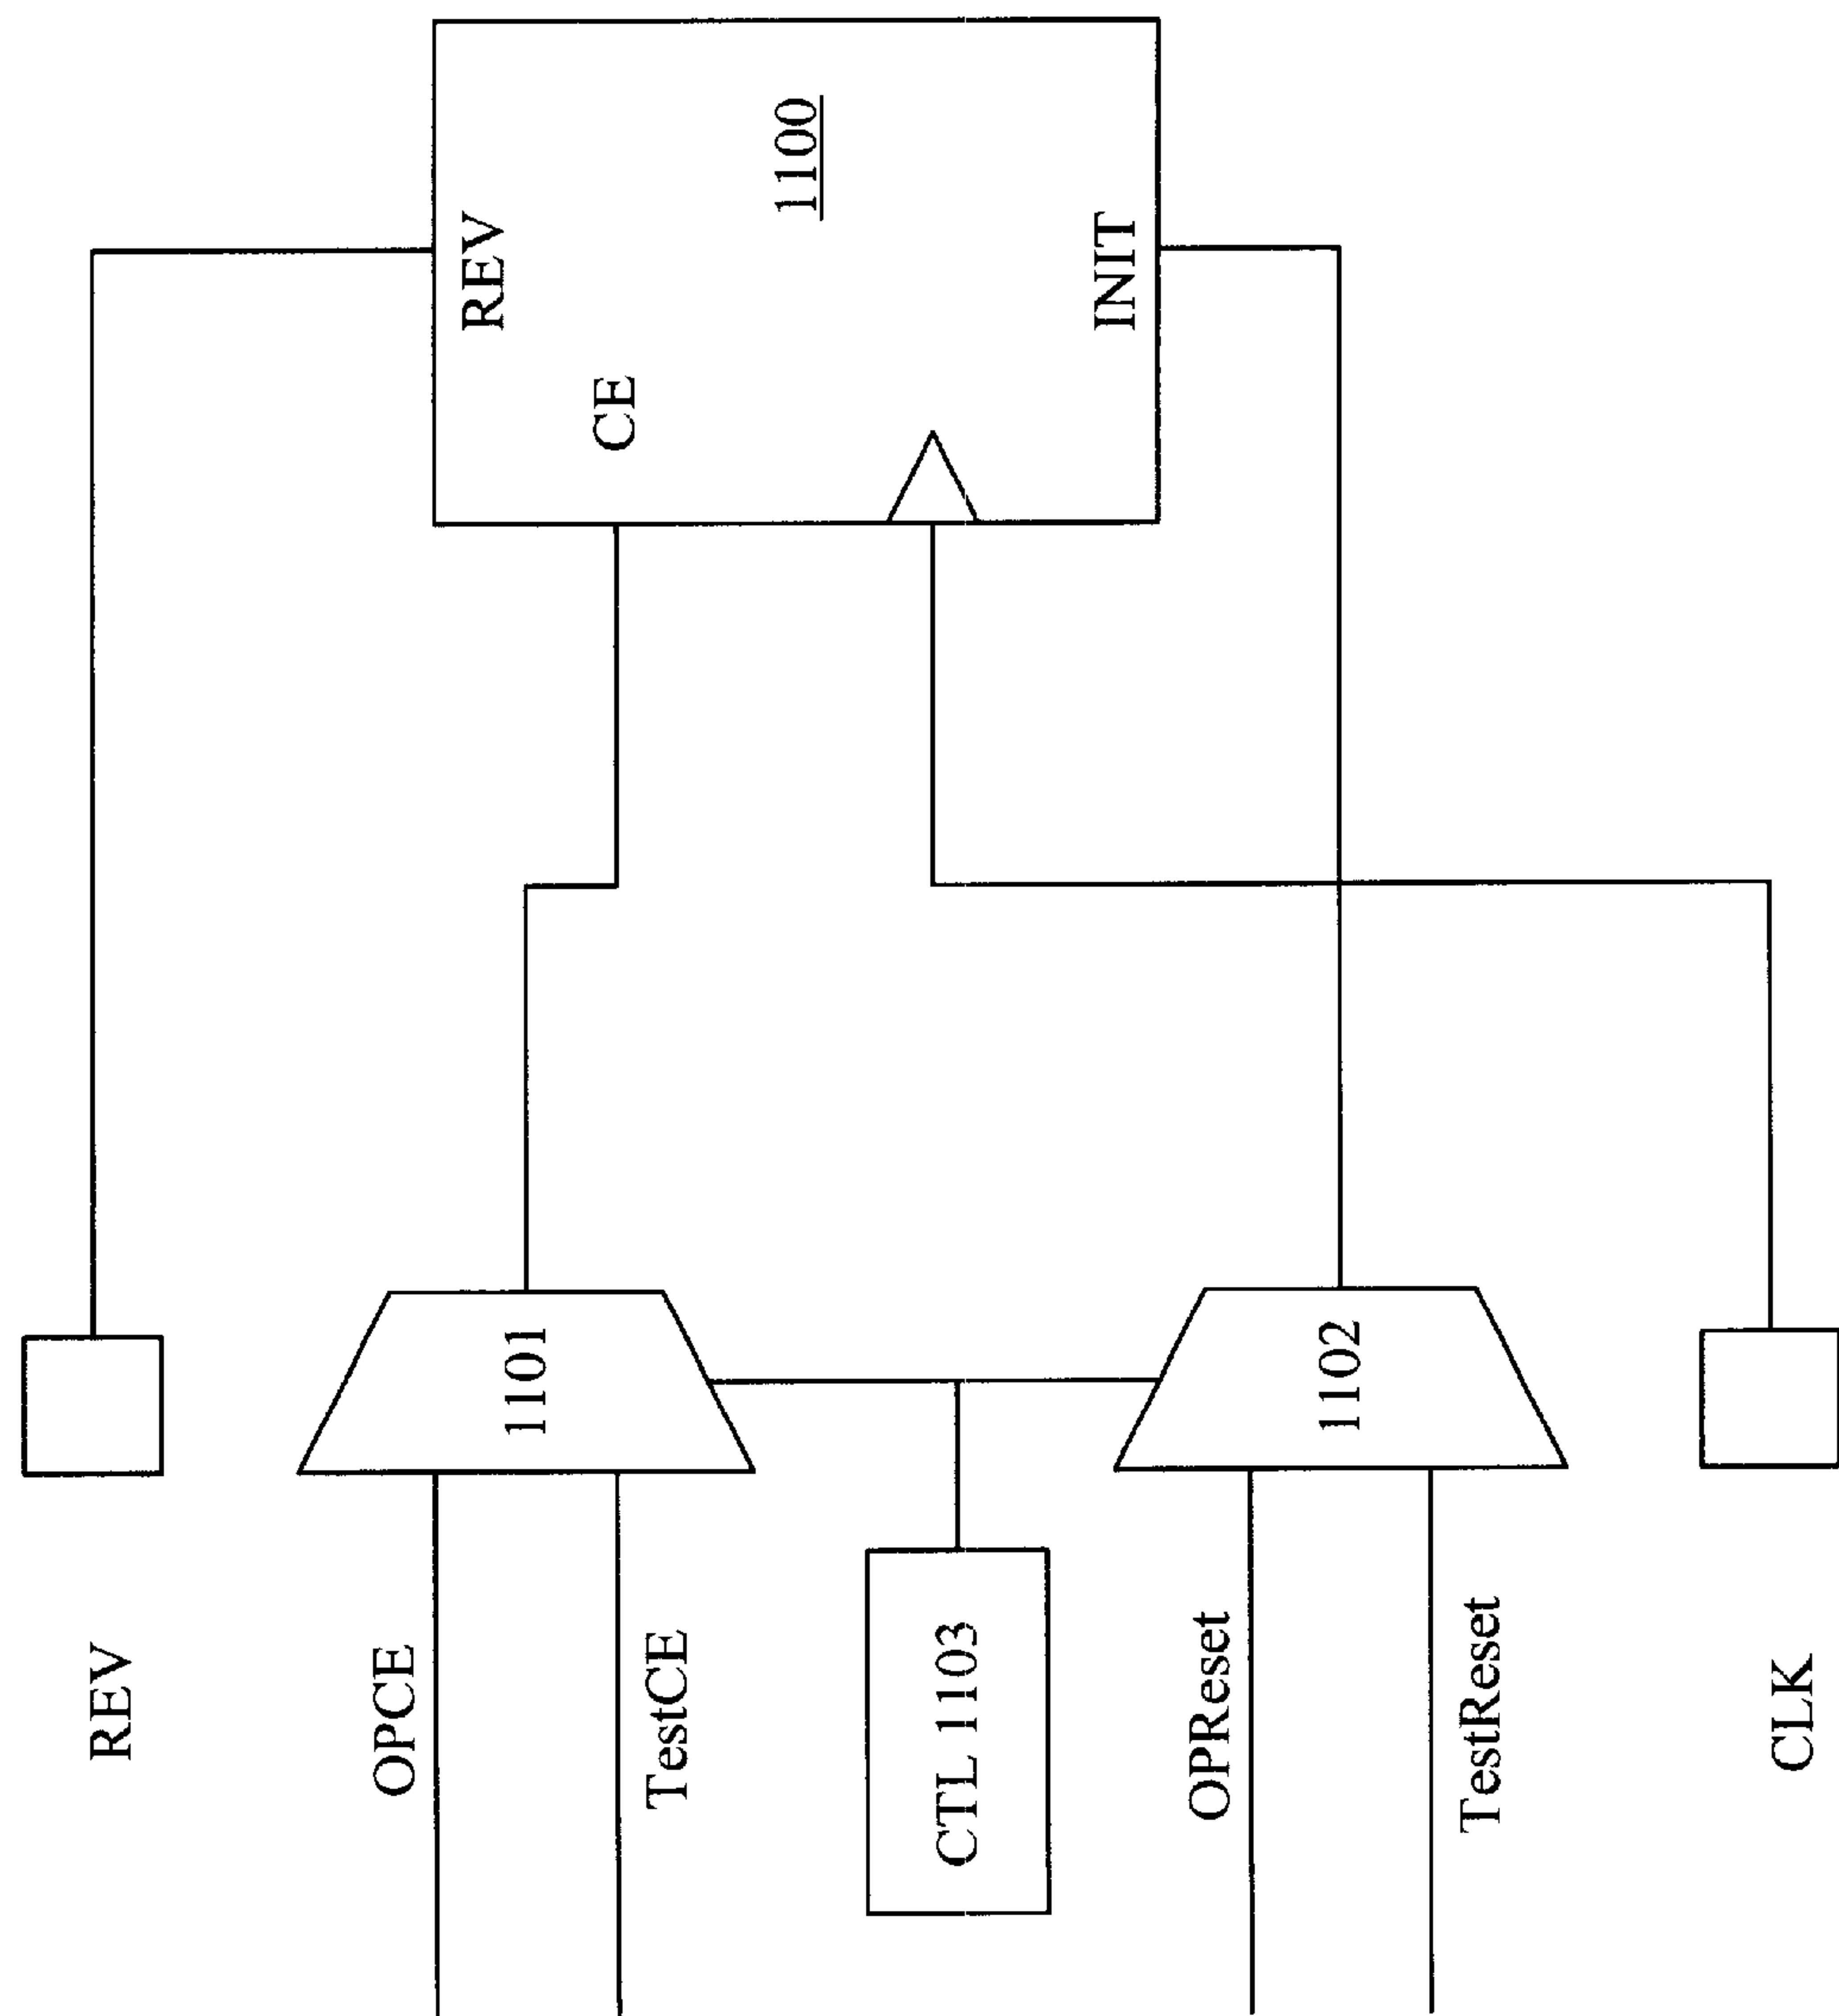 REV
OPCE
TestCE
CTL 1103
OPReset
TestReset
CLK
1101
1102
REV
CE
1100
INIT